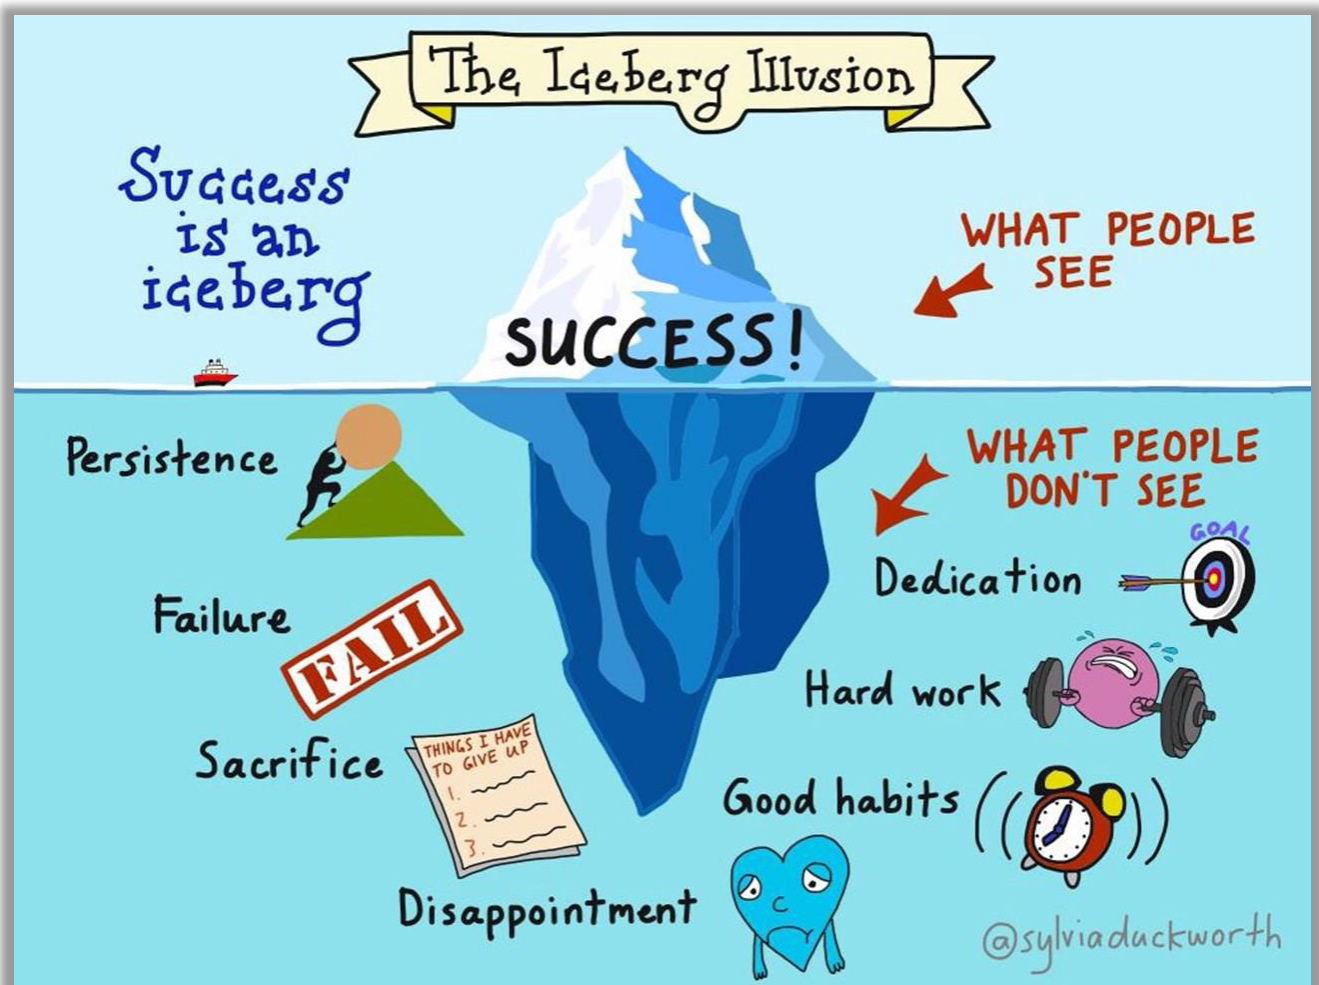 The Iceberg Illusion
Success
is an
iceberg
WHAT PEOPLE
SEE
SUCCESS!
Persistence
WHAT PEOPLE
DON'T SEE
GOAL
Dedication
Failure
FAIL
Hard work
Sacrifice
THINGS I HAVE
TO GIVE UP
1.
2.
3.
Good habits
Disappointment
@sylviaduckworth